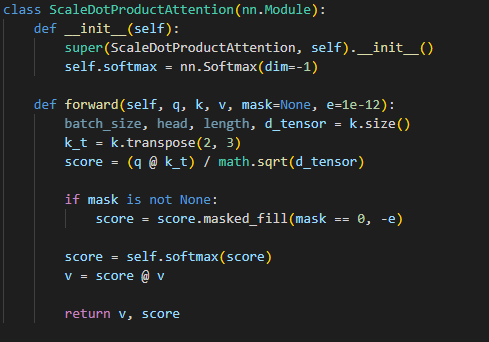 class ScaleDotProductAttention(nn.Module):
    def __init__(self):
        super(ScaleDotProductAttention, self).__init__()
        self.softmax = nn.Softmax(dim=-1)

    def forward(self, q, k, v, mask=None, e=1e-12):
        batch_size, head, length, d_tensor = k.size()
        k_t = k.transpose(2, 3)
        score = (q @ k_t) / math.sqrt(d_tensor)

        if mask is not None:
            score = score.masked_fill(mask == 0, -e)

        score = self.softmax(score)
        v = score @ v

        return v, score